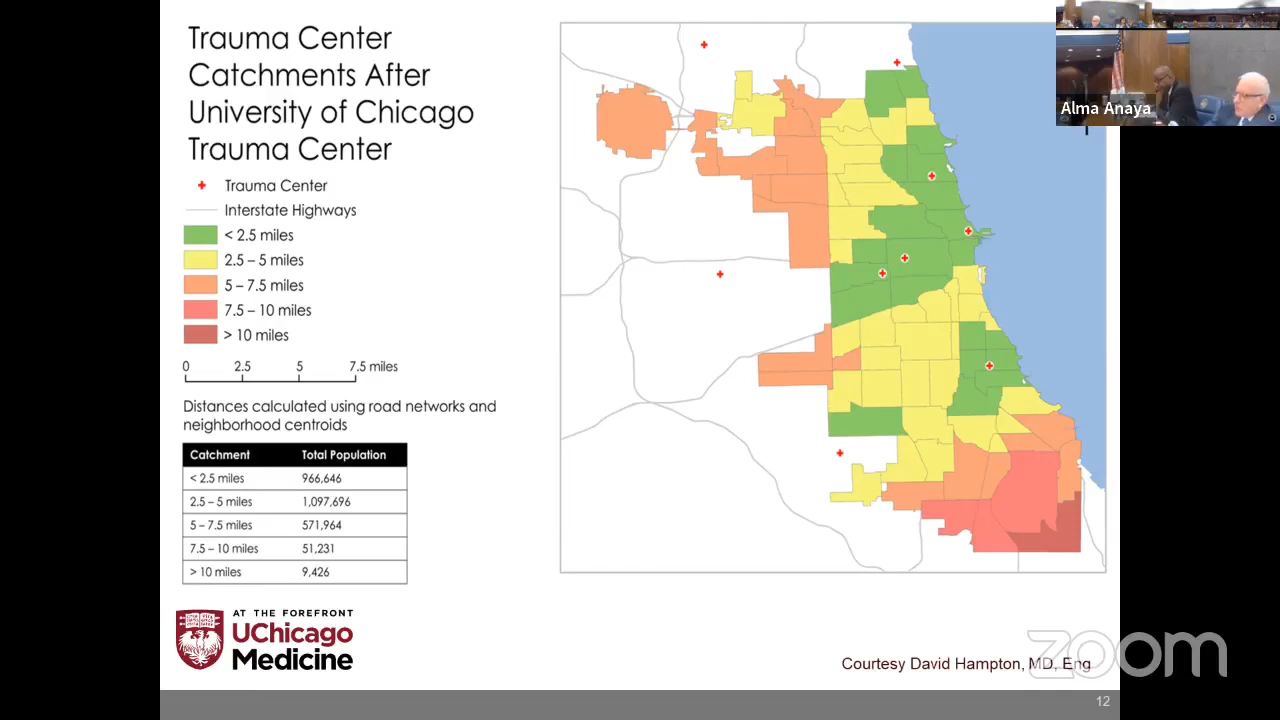 Trauma Center
Catchments After
University of Chicago
Trauma Center
Trauma Center
Interstate Highways
< 2.5 miles
2.5 – 5 miles
5 – 7.5 miles
7.5 – 10 miles
> 10 miles
0 2.5 5 7.5 miles
Distances calculated using road networks and
neighborhood centroids
Catchment Total Population
< 2.5 miles 966,646
2.5 – 5 miles 1,097,696
5 – 7.5 miles 571,964
7.5 – 10 miles 51,231
> 10 miles 9,426
AT THE FOREFRONT
UChicago
Medicine
Alma Anaya
Courtesy David Hampton, MD, Eng
zoom
12